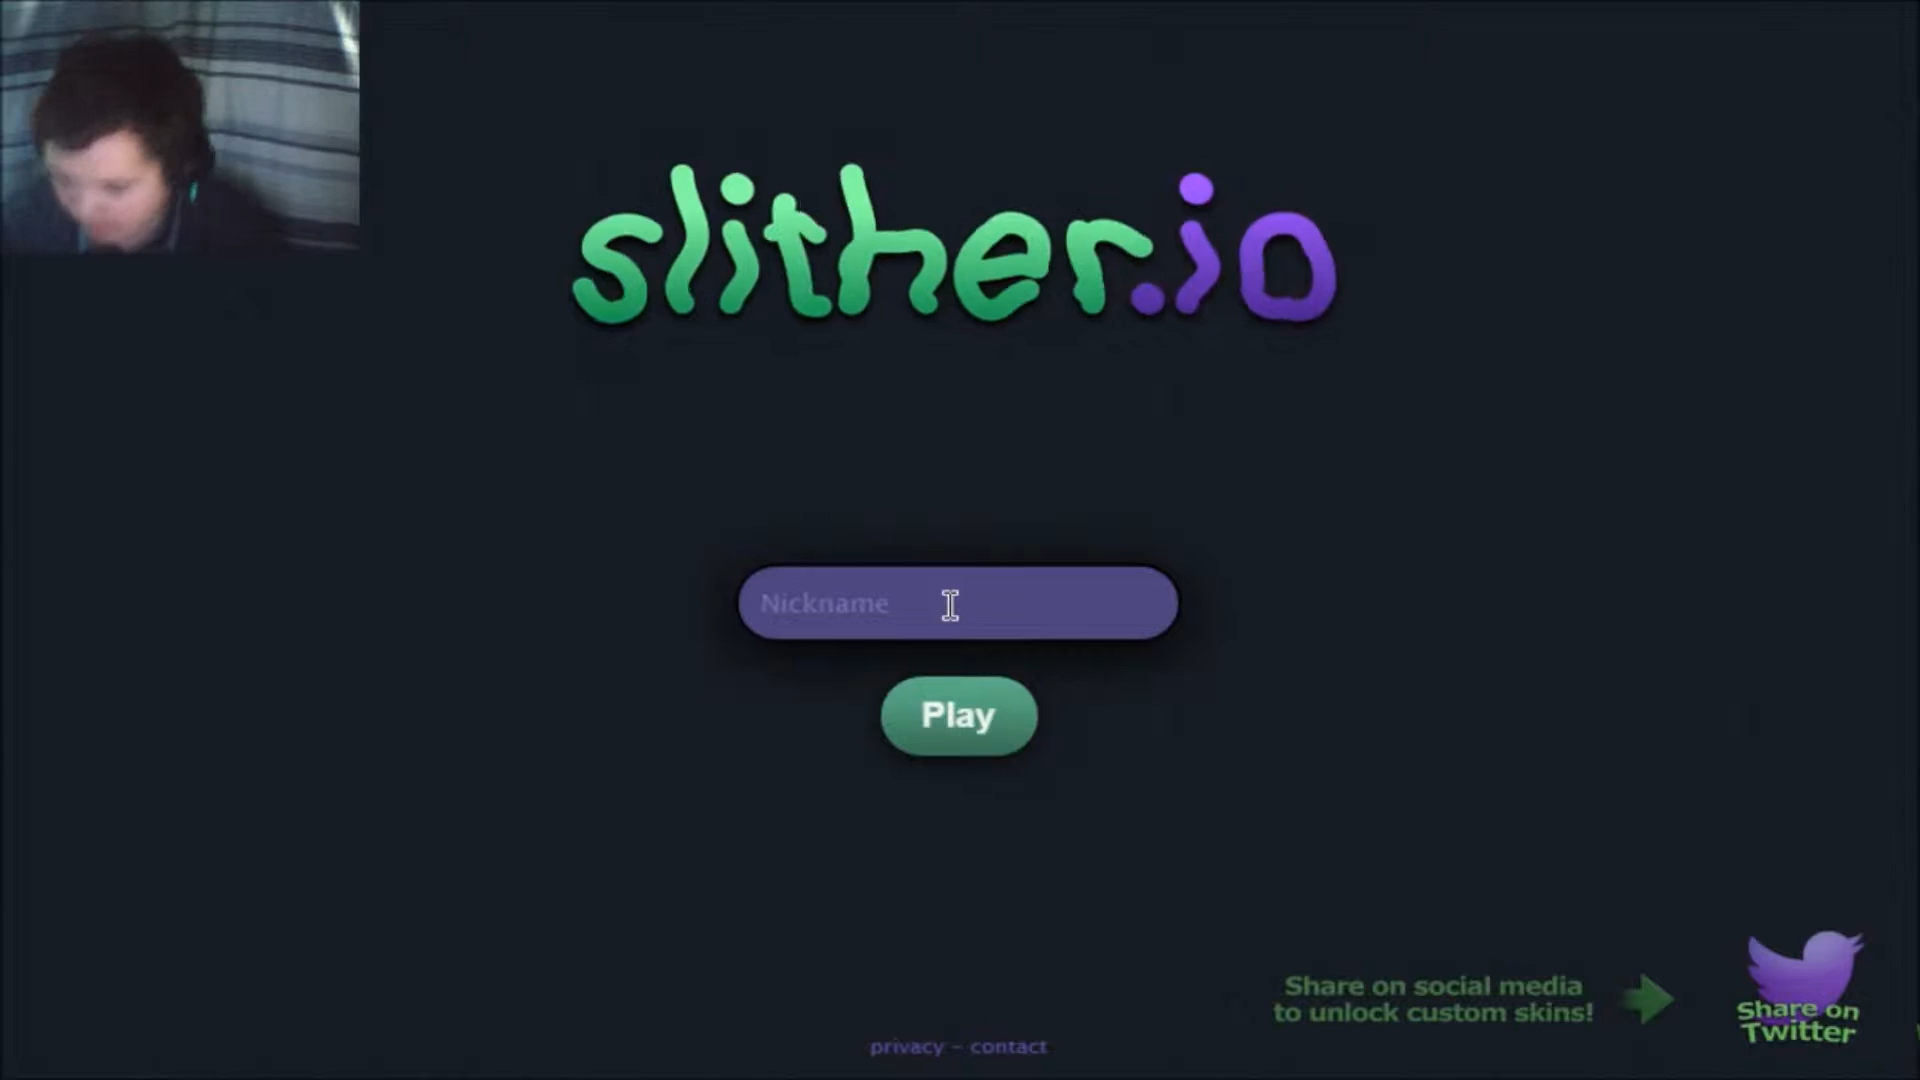 slither.io
Nickname
Play
Share on social media
to unlock custom skins!
Share on
Twitter
privacy - contact